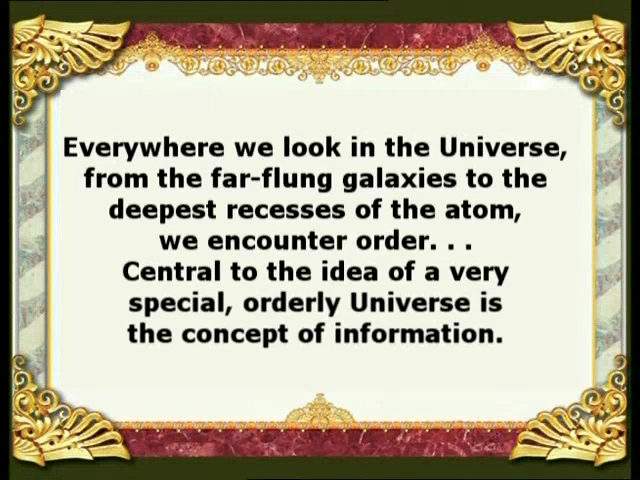 Everywhere we look in the Universe,
from the far-flung galaxies to the
deepest recesses of the atom,
we encounter order. . .
Central to the idea of a very
special, orderly Universe is
the concept of information.